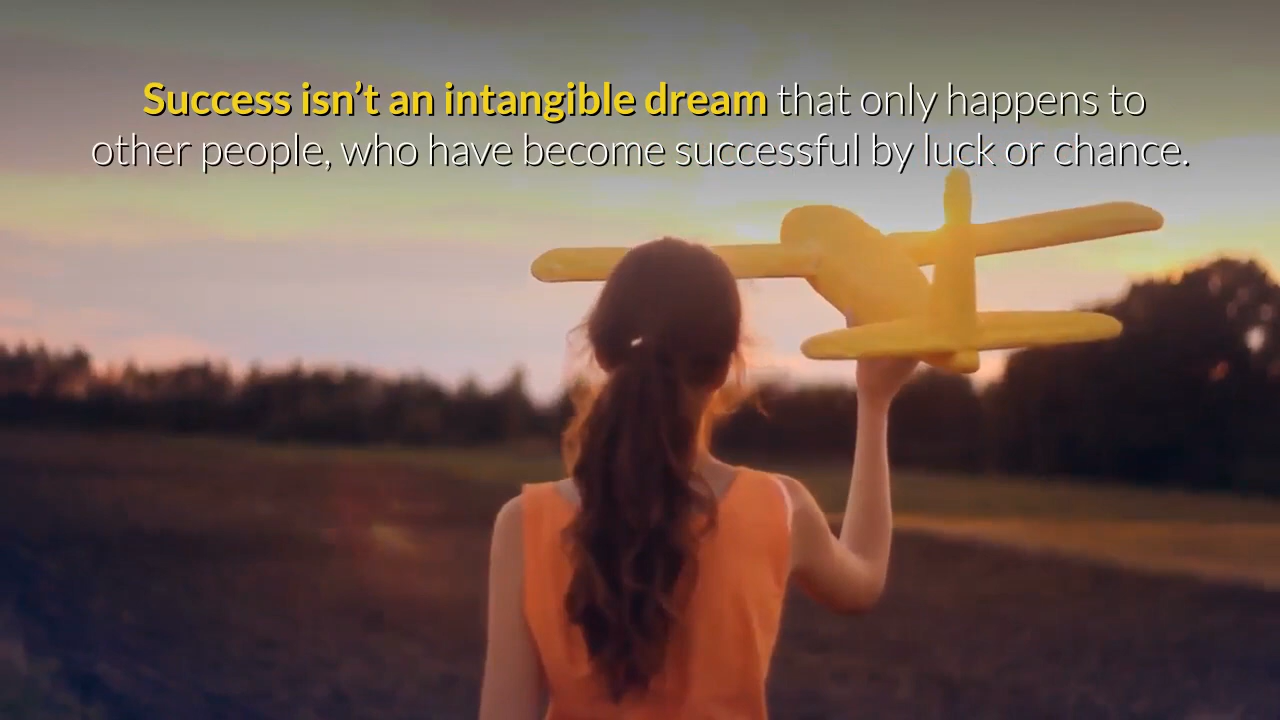 Success isn’t an intangible dream that only happens to
other people, who have become successful by luck or chance.